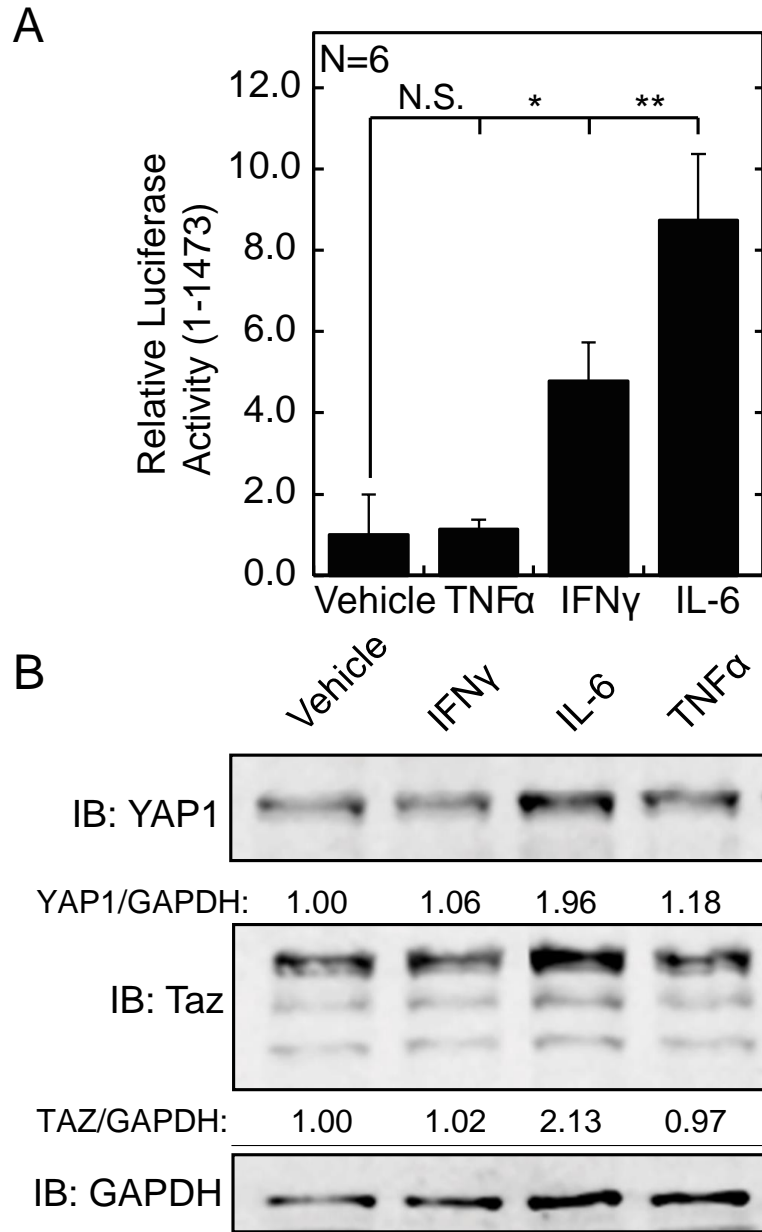 A
N=6
N.S. * **
12.0
10.0
8.0
6.0
4.0
2.0
0.0
Relative Luciferase
Activity (1-1473)
Vehicle TNFα IFNγ IL-6
B
Vehicle IFNγ IL-6 TNFα
IB: YAP1
YAP1/GAPDH: 1.00 1.06 1.96 1.18
IB: Taz
TAZ/GAPDH: 1.00 1.02 2.13 0.97
IB: GAPDH